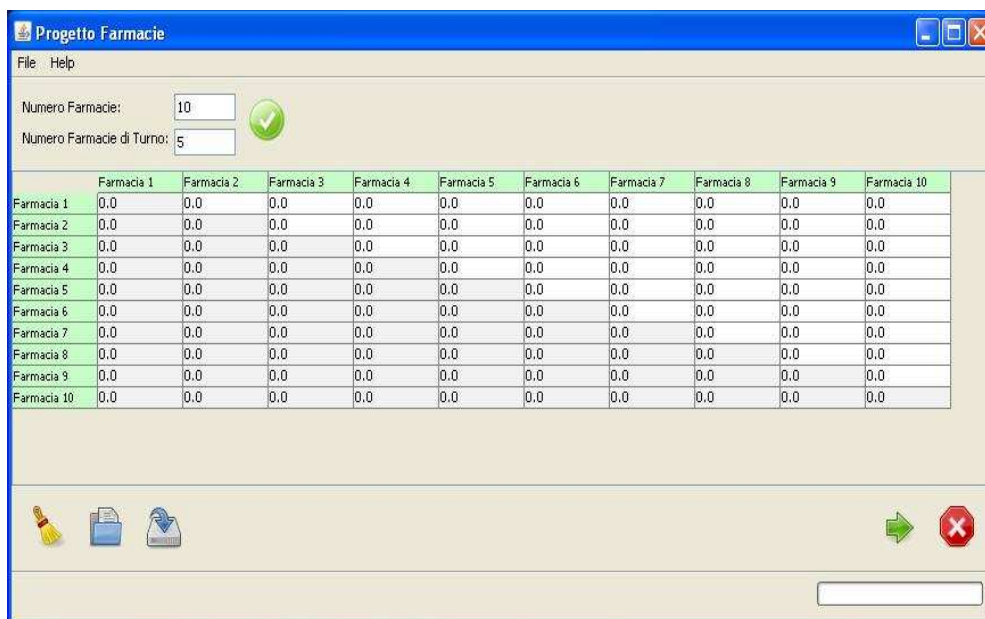 Progetto Farmacie
File Help
Numero Farmacie: 10
Numero Farmacie di Turno: 5
Farmacia 1 Farmacia 2 Farmacia 3 Farmacia 4 Farmacia 5 Farmacia 6 Farmacia 7 Farmacia 8 Farmacia 9 Farmacia 10
Farmacia 1 0.0 0.0 0.0 0.0 0.0 0.0 0.0 0.0 0.0 0.0
Farmacia 2 0.0 0.0 0.0 0.0 0.0 0.0 0.0 0.0 0.0 0.0
Farmacia 3 0.0 0.0 0.0 0.0 0.0 0.0 0.0 0.0 0.0 0.0
Farmacia 4 0.0 0.0 0.0 0.0 0.0 0.0 0.0 0.0 0.0 0.0
Farmacia 5 0.0 0.0 0.0 0.0 0.0 0.0 0.0 0.0 0.0 0.0
Farmacia 6 0.0 0.0 0.0 0.0 0.0 0.0 0.0 0.0 0.0 0.0
Farmacia 7 0.0 0.0 0.0 0.0 0.0 0.0 0.0 0.0 0.0 0.0
Farmacia 8 0.0 0.0 0.0 0.0 0.0 0.0 0.0 0.0 0.0 0.0
Farmacia 9 0.0 0.0 0.0 0.0 0.0 0.0 0.0 0.0 0.0 0.0
Farmacia 10 0.0 0.0 0.0 0.0 0.0 0.0 0.0 0.0 0.0 0.0